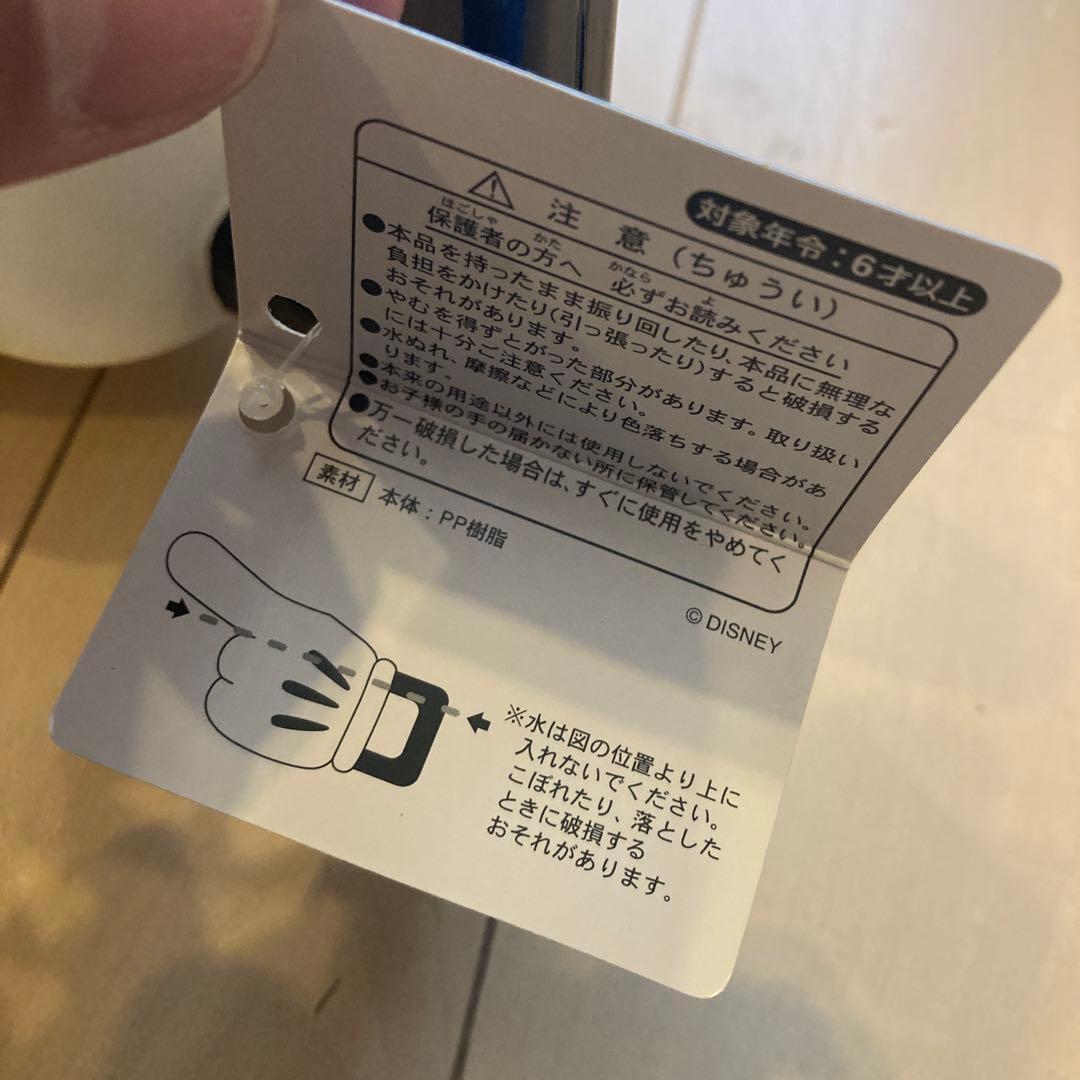 対象年令：6才以上
注　意（ちゅうい）
保護者の方へ　必ずお読みください
ほごしゃ　かた　かなら　よ
●本品を持ったまま振り回したり、本品に無理な
負担をかけたり(引っ張ったり)すると破損する
おそれがあります。
●やむを得ずとがった部分があります。取り扱い
には十分ご注意ください。
●水ぬれ、摩擦などにより色落ちする場合があ
ります。
●本来の用途以外には使用しないでください。
●お子様の手の届かない所に保管してください。
●万一破損した場合は、すぐに使用をやめてく
ださい。
素材 本体：PP樹脂
© DISNEY
※水は図の位置より上に
入れないでください。
こぼれたり、落とした
ときに破損する
おそれがあります。